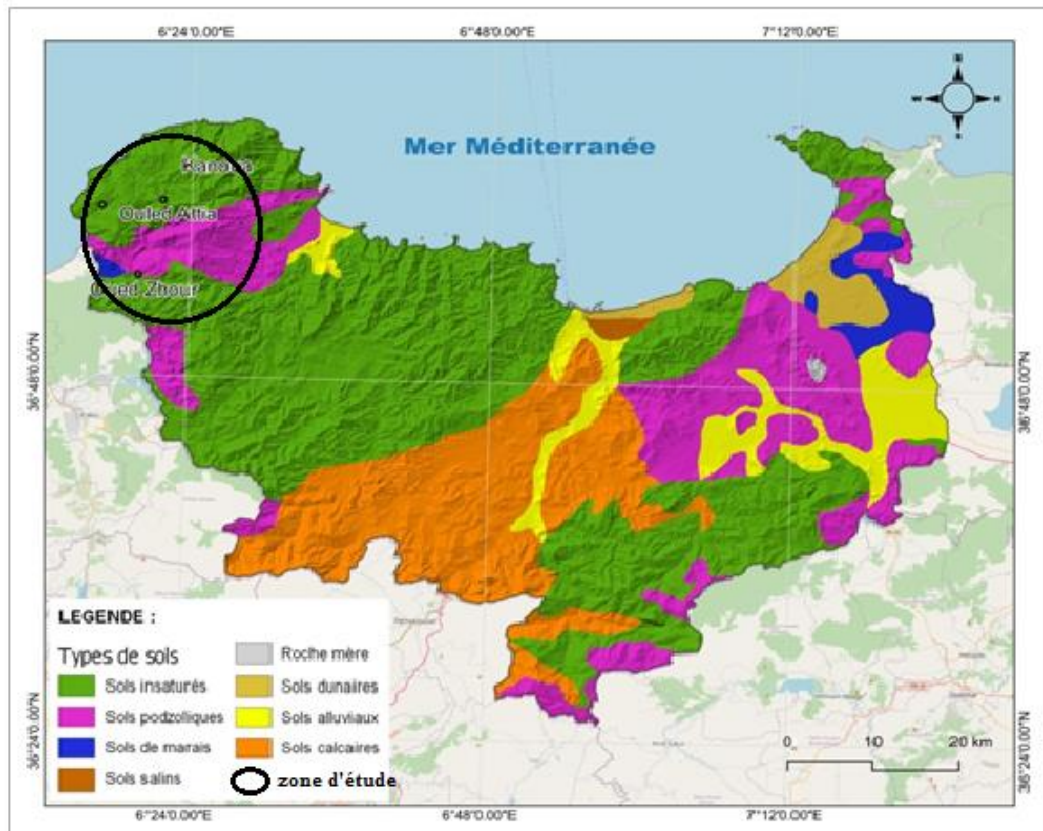 6°24'0.00"E 6°48'0.00"E 7°12'0.00"E
Mer Méditerranée
Ouled Attia
Oued Zhour
36°48'0.00"N
36°48'0.00"N
36°24'0.00"N
36°24'0.00"N
LEGENDE :
Types de sols
Sols insaturés
Sols podzoliques
Sols de marais
Sols salins
Roche mère
Sols dunaires
Sols alluviaux
Sols calcaires
zone d'étude
0 10 20 km
6°24'0.00"E 6°48'0.00"E 7°12'0.00"E